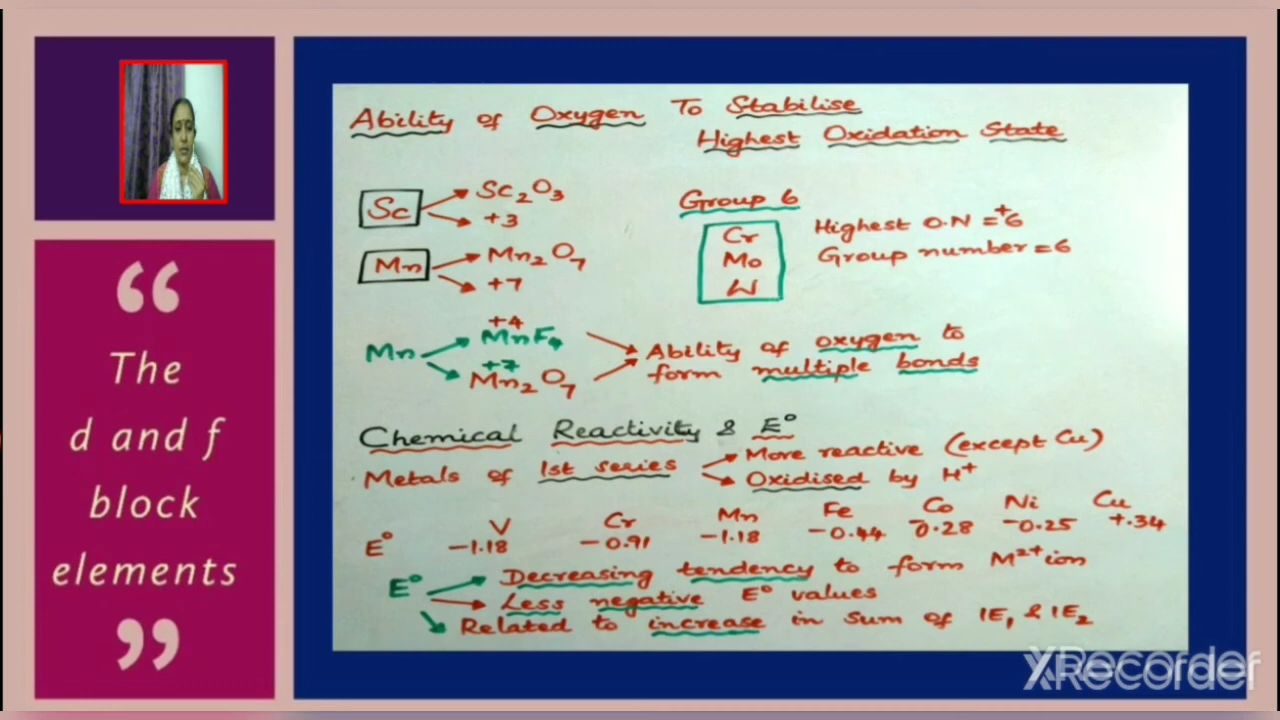 “
The
d and f
block
elements
”
Ability of Oxygen To Stabilise
Highest Oxidation State
Sc
Sc₂O₃
+3
Mn
Mn₂O₇
+7
Group 6
Cr
Mo
W
Highest O.N = +6
Group number = 6
Mn
+4
MnF₄
+7
Mn₂O₇
Ability of oxygen to
form multiple bonds
Chemical Reactivity & E°
Metals of 1st series
More reactive (except Cu)
Oxidised by H⁺
V Cr Mn Fe Co Ni Cu
E° -1.18 -0.91 -1.18 -0.44 -0.28 -0.25 +.34
E°
Decreasing tendency to form M²⁺ ion
Less negative E° values
Related to increase in sum of IE₁ & IE₂
XRecorder